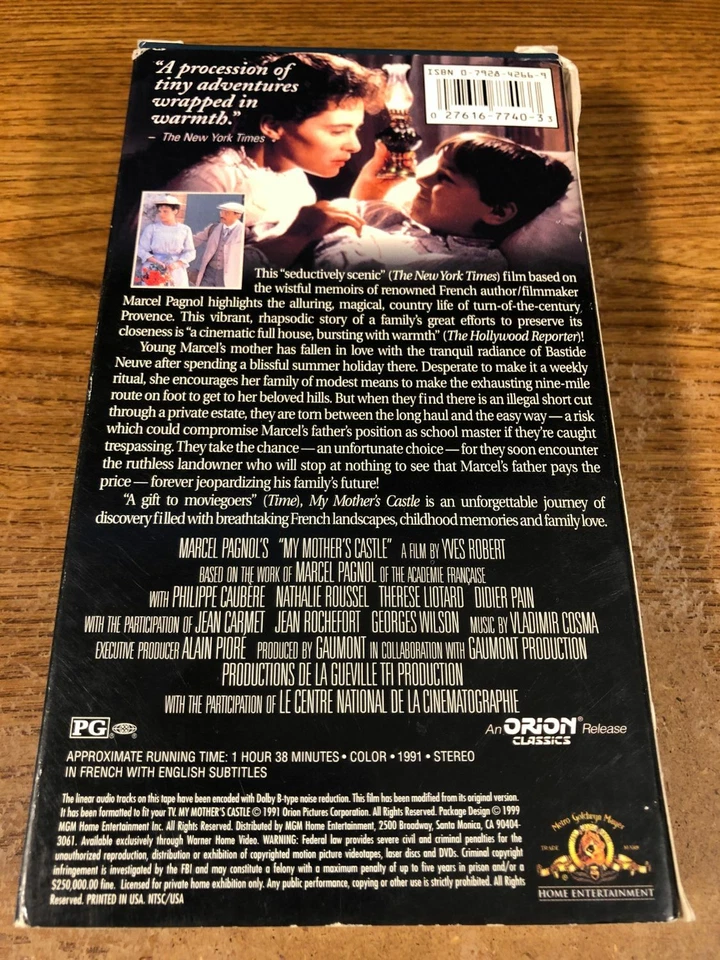 "A procession of
tiny adventures
wrapped in
warmth."
– The New York Times
ISBN 0-7928-4266-9
0 27616-7740-3 3
This "seductively scenic" (The New York Times) film based on
the wistful memoirs of renowned French author/filmmaker
Marcel Pagnol highlights the alluring, magical, country life of turn-of-the-century
Provence. This vibrant, rhapsodic story of a family's great efforts to preserve its
closeness is "a cinematic full house, bursting with warmth" (The Hollywood Reporter)!
Young Marcel's mother has fallen in love with the tranquil radiance of Bastide
Neuve after spending a blissful summer holiday there. Desperate to make it a weekly
ritual, she encourages her family of modest means to make the exhausting nine-mile
route on foot to get to her beloved hills. But when they find there is an illegal short cut
through a private estate, they are torn between the long haul and the easy way — a risk
which could compromise Marcel's father's position as school master if they're caught
trespassing. They take the chance — an unfortunate choice — for they soon encounter
the ruthless landowner who will stop at nothing to see that Marcel's father pays the
price — forever jeopardizing his family's future!
"A gift to moviegoers" (Time), My Mother's Castle is an unforgettable journey of
discovery filled with breathtaking French landscapes, childhood memories and family love.
MARCEL PAGNOL'S "MY MOTHER'S CASTLE" A FILM BY YVES ROBERT
BASED ON THE WORK OF MARCEL PAGNOL OF THE ACADEMIE FRANÇAISE
WITH PHILIPPE CAUBÈRE NATHALIE ROUSSEL THERESE LIOTARD DIDIER PAIN
WITH THE PARTICIPATION OF JEAN CARMET JEAN ROCHEFORT GEORGES WILSON MUSIC BY VLADIMIR COSMA
EXECUTIVE PRODUCER ALAIN PIORÉ PRODUCED BY GAUMONT IN COLLABORATION WITH GAUMONT PRODUCTION
PRODUCTIONS DE LA GUEVILLE TFI PRODUCTION
WITH THE PARTICIPATION OF LE CENTRE NATIONAL DE LA CINEMATOGRAPHIE
PG
An ORION® Release
CLASSICS
APPROXIMATE RUNNING TIME: 1 HOUR 38 MINUTES • COLOR • 1991 • STEREO
IN FRENCH WITH ENGLISH SUBTITLES
The linear audio tracks on this tape have been encoded with Dolby B-type noise reduction. This film has been modified from its original version.
It has been formatted to fit your TV. MY MOTHER'S CASTLE © 1991 Orion Pictures Corporation. All Rights Reserved. Package Design © 1999
MGM Home Entertainment Inc. All Rights Reserved. Distributed by MGM Home Entertainment, 2500 Broadway, Santa Monica, CA 90404-
3061. Available exclusively through Warner Home Video. WARNING: Federal law provides severe civil and criminal penalties for the
unauthorized reproduction, distribution or exhibition of copyrighted motion picture videotapes, laser discs and DVDs. Criminal copyright
infringement is investigated by the FBI and may constitute a felony with a maximum penalty of up to five years in prison and/or a
$250,000.00 fine. Licensed for private home exhibition only. Any public performance, copying or other use is strictly prohibited. All Rights
Reserved. PRINTED IN USA. NTSC/USA
Metro Goldwyn Mayer
TRADE MARK
HOME ENTERTAINMENT